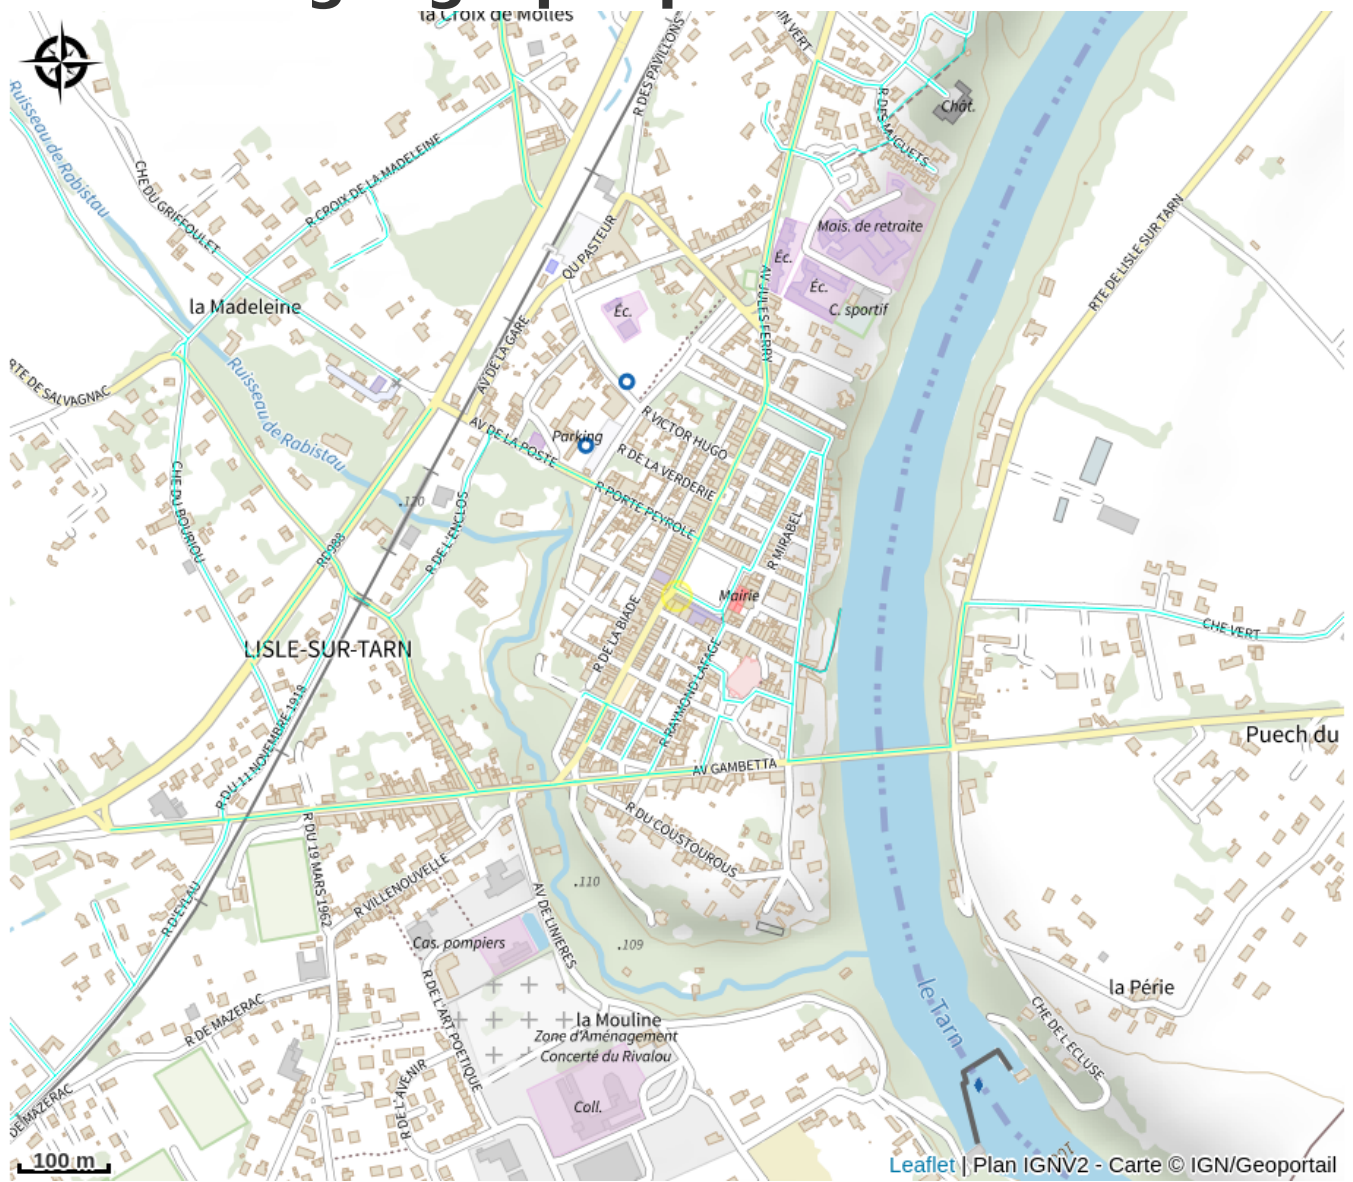 la Croix de Molles
R DES PAVILLONS
IN VERT
Chât.
R DES MUGUETS
Ruisseau de Rabistau
CHE DU GRIFFOULET
R CROIX DE LA MADELEINE
Mais. de retraite
Éc.
Éc.
C. sportif
QU PASTEUR
AV JULES FERRY
RTE DE LISLE SUR TARN
la Madeleine
Éc.
AV DE LA GARE
RTE DE SALVAGNAC
Ruisseau de Rabistau
AV DE LA POSTE
Parking
R VICTOR HUGO
R DE LA VERDERIE
R PORTE PEYROLE
CHE DU BOURIOU
.120
R DE L'ENCLOS
RD988
R MIRABEL
Mairie
R DE LA BIADE
LISLE-SUR-TARN
CHE VERT
R RAYMOND LAFAGE
R DU 11 NOVEMBRE 1918
Puech du
AV GAMBETTA
R DU COUSTOUROUS
R DU 19 MARS 1962
R VILLENOUVELLE
.110
R D'EYLAU
AV DE LINIERES
Cas. pompiers
.109
R DE L'ART POETIQUE
le Tarn
la Périe
R DE MAZERAC
la Mouline
Zone d'Aménagement
Concerté du Rivalou
CHE DE L'ECLUSE
R DE L'AVENIR
Coll.
DE MAZERAC
100 m
Leaflet | Plan IGNV2 - Carte © IGN/Geoportail